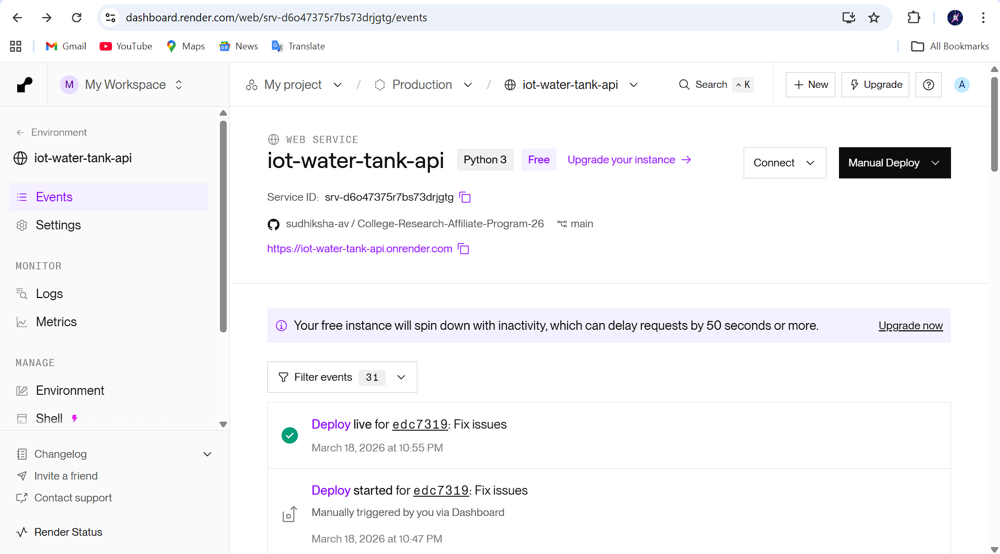 dashboard.render.com/web/srv-d6o47375r7bs73drjgtg/events
Gmail YouTube Maps News Translate All Bookmarks
M My Workspace My project / Production / iot-water-tank-api Search ^ K + New Upgrade A
Environment
iot-water-tank-api
Events
Settings
MONITOR
Logs
Metrics
MANAGE
Environment
Shell
Changelog
Invite a friend
Contact support
Render Status
WEB SERVICE
iot-water-tank-api Python 3 Free Upgrade your instance →
Connect Manual Deploy
Service ID: srv-d6o47375r7bs73drjgtg
sudhiksha-av / College-Research-Affiliate-Program-26 main
https://iot-water-tank-api.onrender.com
Your free instance will spin down with inactivity, which can delay requests by 50 seconds or more. Upgrade now
Filter events 31
Deploy live for edc7319: Fix issues
March 18, 2026 at 10:55 PM
Deploy started for edc7319: Fix issues
Manually triggered by you via Dashboard
March 18, 2026 at 10:47 PM